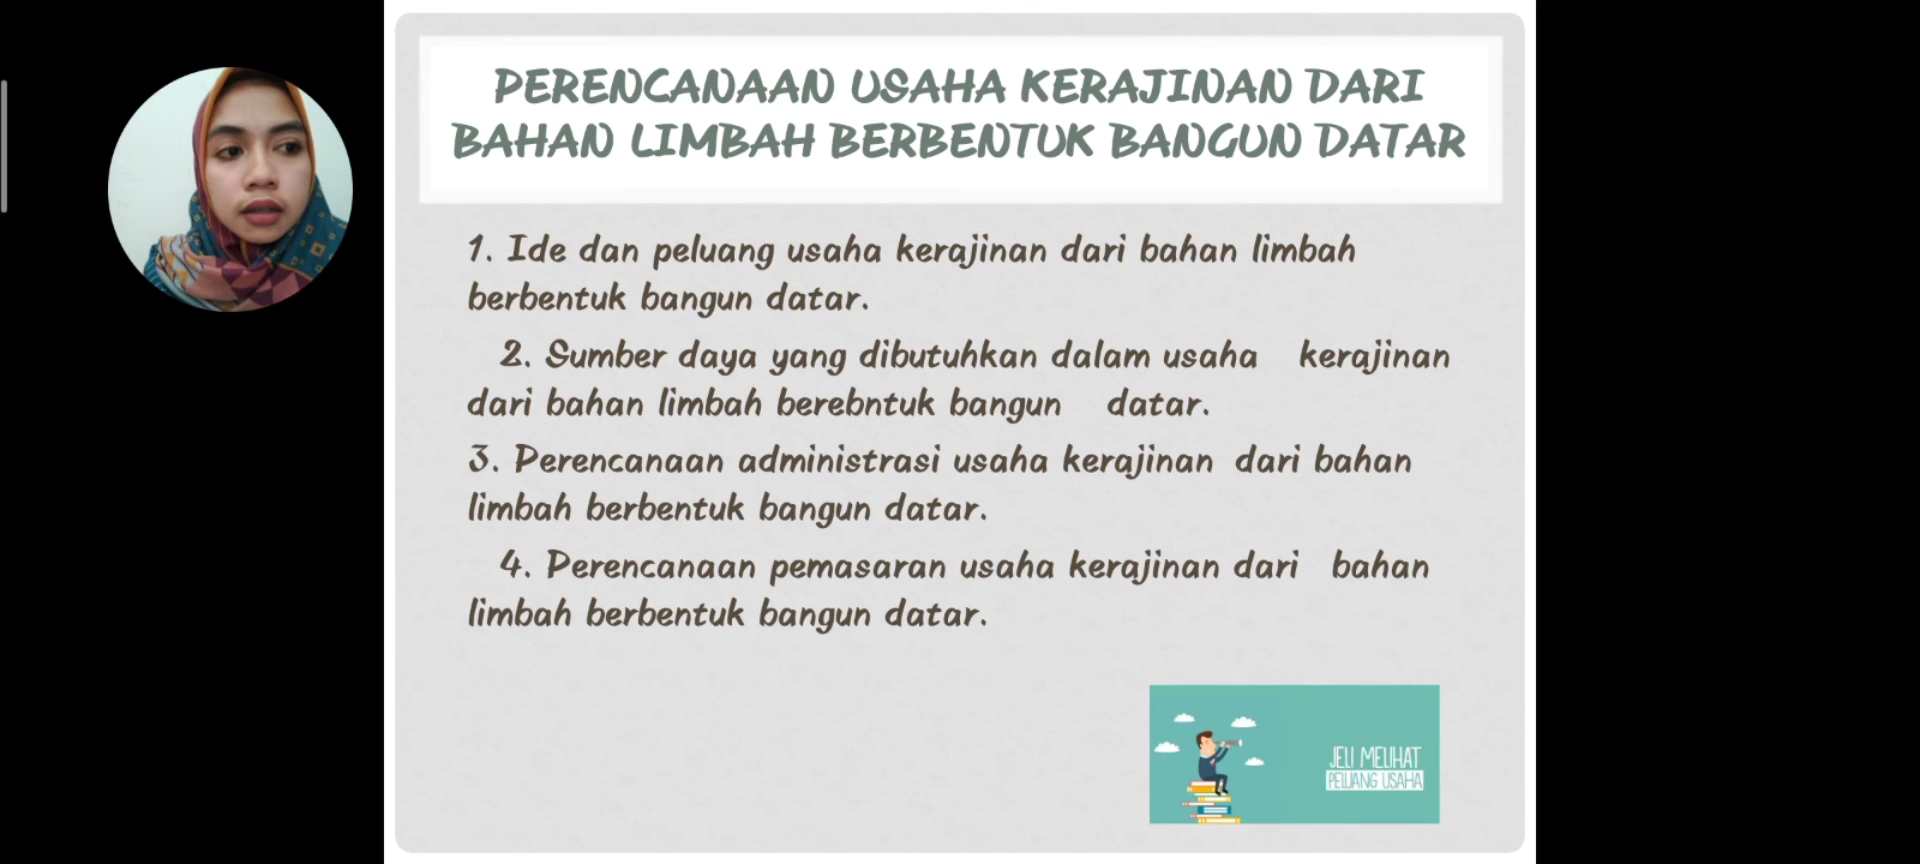 PERENCANAAN USAHA KERAJINAN DARI
BAHAN LIMBAH BERBENTUK BANGUN DATAR
1. Ide dan peluang usaha kerajinan dari bahan limbah
berbentuk bangun datar.
2. Sumber daya yang dibutuhkan dalam usaha kerajinan
dari bahan limbah berebntuk bangun datar.
3. Perencanaan administrasi usaha kerajinan dari bahan
limbah berbentuk bangun datar.
4. Perencanaan pemasaran usaha kerajinan dari bahan
limbah berbentuk bangun datar.
JELI MELIHAT
PELUANG USAHA